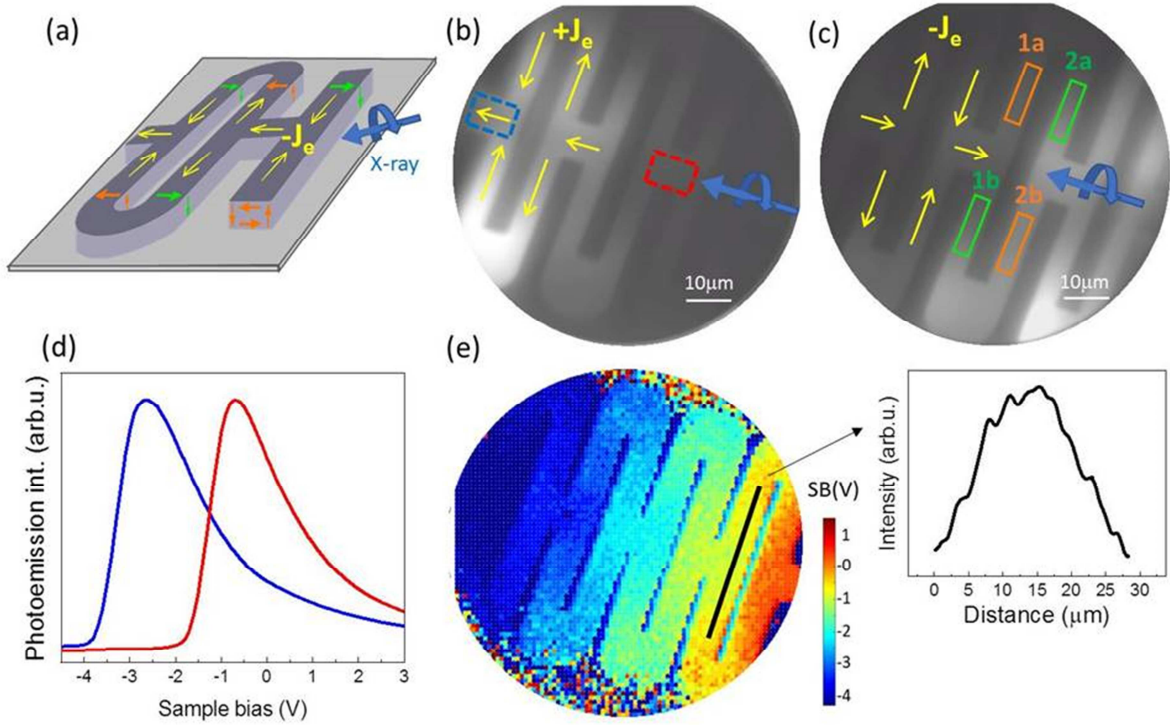 (a)
-Jₑ
X-ray
(b)
+Jₑ
10μm
(c)
-Jₑ
1a
2a
1b
2b
10μm
(d)
Photoemission int. (arb.u.)
-4 -3 -2 -1 0 1 2 3
Sample bias (V)
(e)
SB(V)
1
-0
-1
-2
-3
-4
Intensity (arb.u.)
0 5 10 15 20 25 30
Distance (μm)